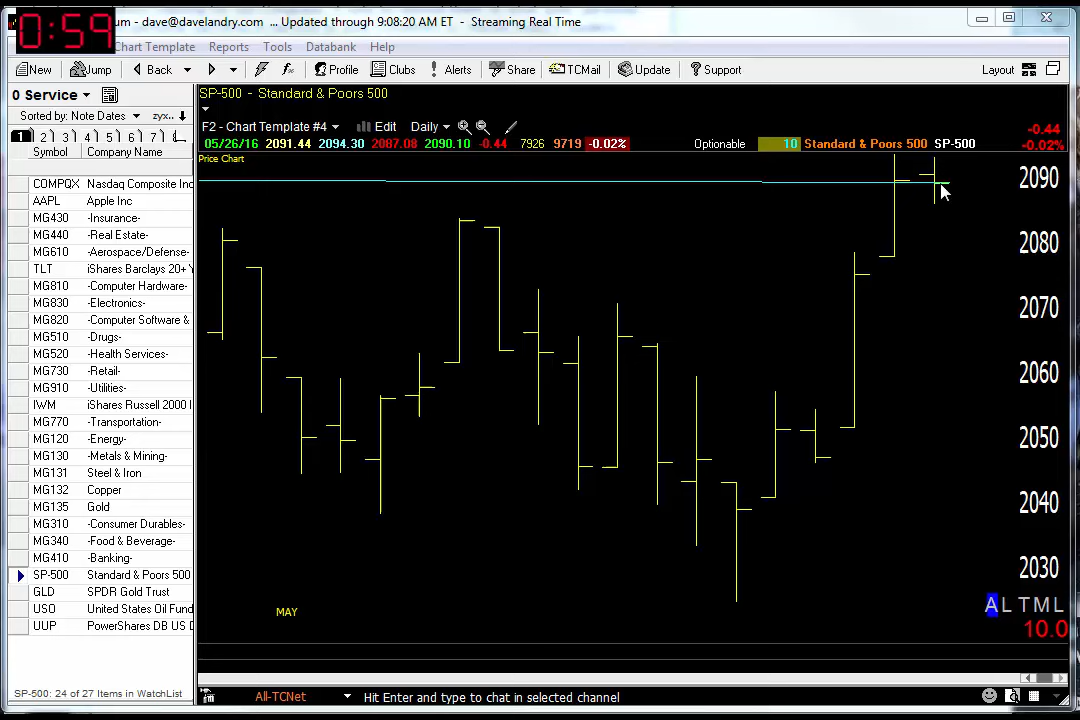 0:59
um - dave@davelandry.com ... Updated through 9:08:20 AM ET - Streaming Real Time
Chart Template Reports Tools Databank Help
New Jump Back Profile Clubs Alerts Share TCMail Update Support Layout
0 Service
SP-500 - Standard & Poors 500
Sorted by: Note Dates zyx..
F2 - Chart Template #4 Edit Daily
1 2 3 4 5 6 7
05/26/16 2091.44 2094.30 2087.08 2090.10 -0.44 7926 9719 -0.02% Optionable 10 Standard & Poors 500 SP-500
-0.44
-0.02%
Symbol Company Name
Price Chart
COMPQX Nasdaq Composite Inc
AAPL Apple Inc
MG430 -Insurance-
MG440 -Real Estate-
MG610 -Aerospace/Defense-
TLT iShares Barclays 20+ Y
MG810 -Computer Hardware-
MG830 -Electronics-
MG820 -Computer Software &
MG510 -Drugs-
MG520 -Health Services-
MG730 -Retail-
MG910 -Utilities-
IWM iShares Russell 2000 I
MG770 -Transportation-
MG120 -Energy-
MG130 -Metals & Mining-
MG131 Steel & Iron
MG132 Copper
MG135 Gold
MG310 -Consumer Durables-
MG340 -Food & Beverage-
MG410 -Banking-
SP-500 Standard & Poors 500
GLD SPDR Gold Trust
USO United States Oil Fund
UUP PowerShares DB US D
2090
2080
2070
2060
2050
2040
2030
MAY
A L T M L
10.0
SP-500: 24 of 27 Items in WatchList
All-TCNet Hit Enter and type to chat in selected channel